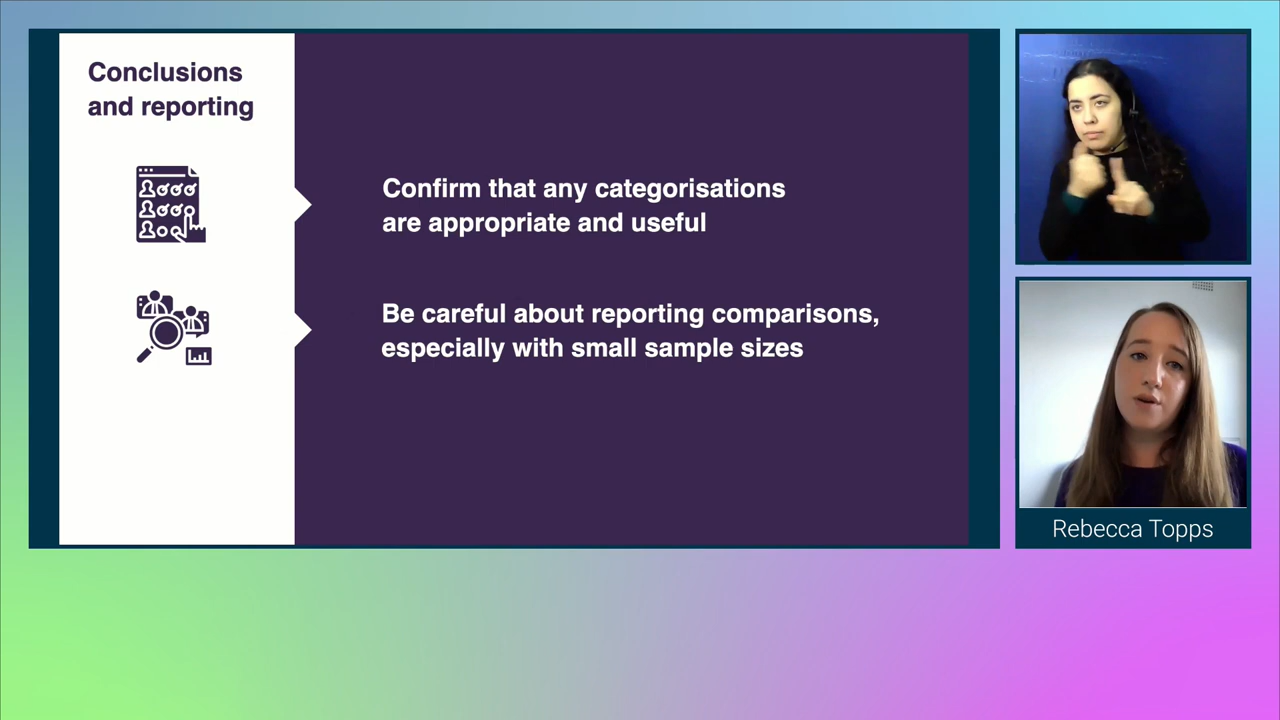 Conclusions
and reporting
Confirm that any categorisations
are appropriate and useful
Be careful about reporting comparisons,
especially with small sample sizes
Rebecca Topps